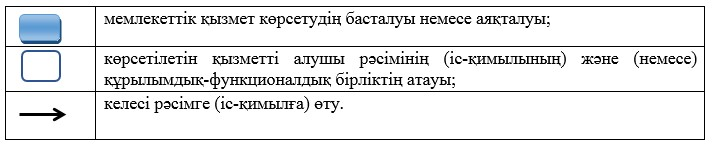 мемлекеттік қызмет көрсетудің басталуы немесе аяқталуы;
көрсетілетін қызметті алушы рәсімінің (іс-қимылының) және (немесе)
құрылымдық-функционалдық бірліктің атауы;
келесі рәсімге (іс-қимылға) өту.